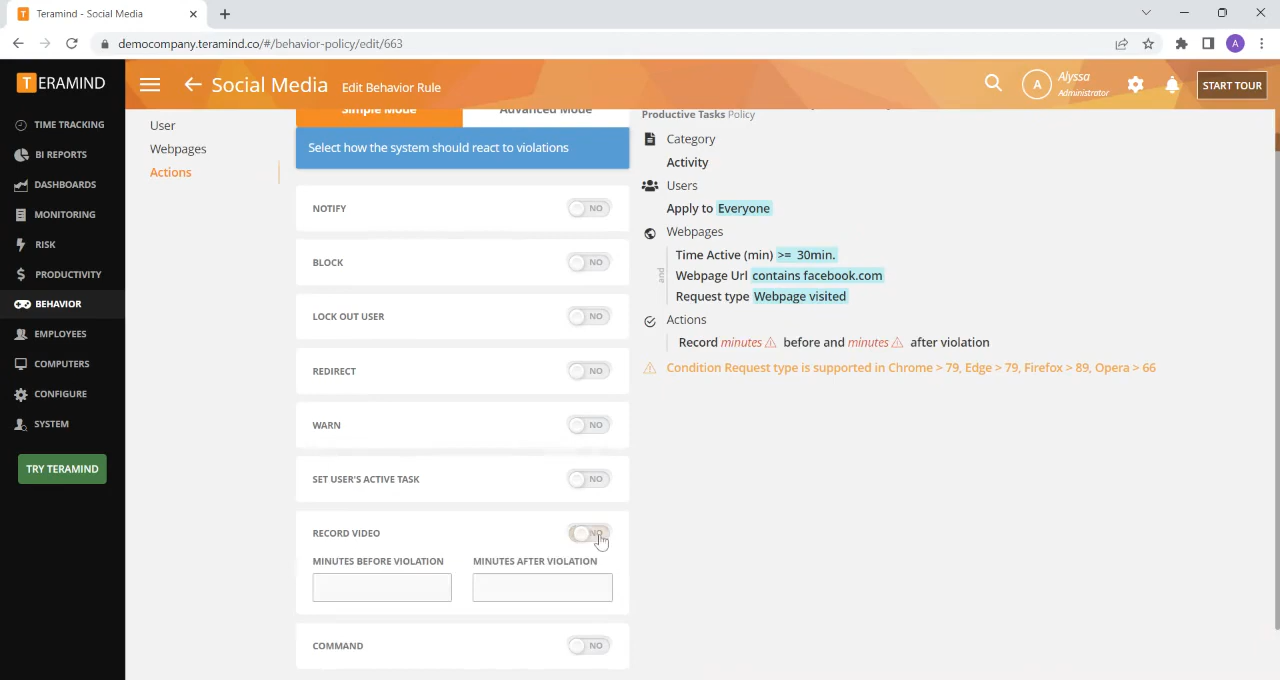 Teramind - Social Media
democompany.teramind.co/#/behavior-policy/edit/663
A
TERAMIND
Social Media
Edit Behavior Rule
A
Alyssa
Administrator
START TOUR
TIME TRACKING
BI REPORTS
DASHBOARDS
MONITORING
RISK
PRODUCTIVITY
BEHAVIOR
EMPLOYEES
COMPUTERS
CONFIGURE
SYSTEM
TRY TERAMIND
User
Webpages
Actions
Simple Mode
Advanced Mode
Select how the system should react to violations
NOTIFY
NO
BLOCK
NO
LOCK OUT USER
NO
REDIRECT
NO
WARN
NO
SET USER'S ACTIVE TASK
NO
RECORD VIDEO
NO
MINUTES BEFORE VIOLATION
MINUTES AFTER VIOLATION
COMMAND
NO
Productive Tasks Policy
Category
Activity
Users
Apply to Everyone
Webpages
and
Time Active (min) >= 30min.
Webpage Url contains facebook.com
Request type Webpage visited
Actions
Record minutes before and minutes after violation
Condition Request type is supported in Chrome > 79, Edge > 79, Firefox > 89, Opera > 66